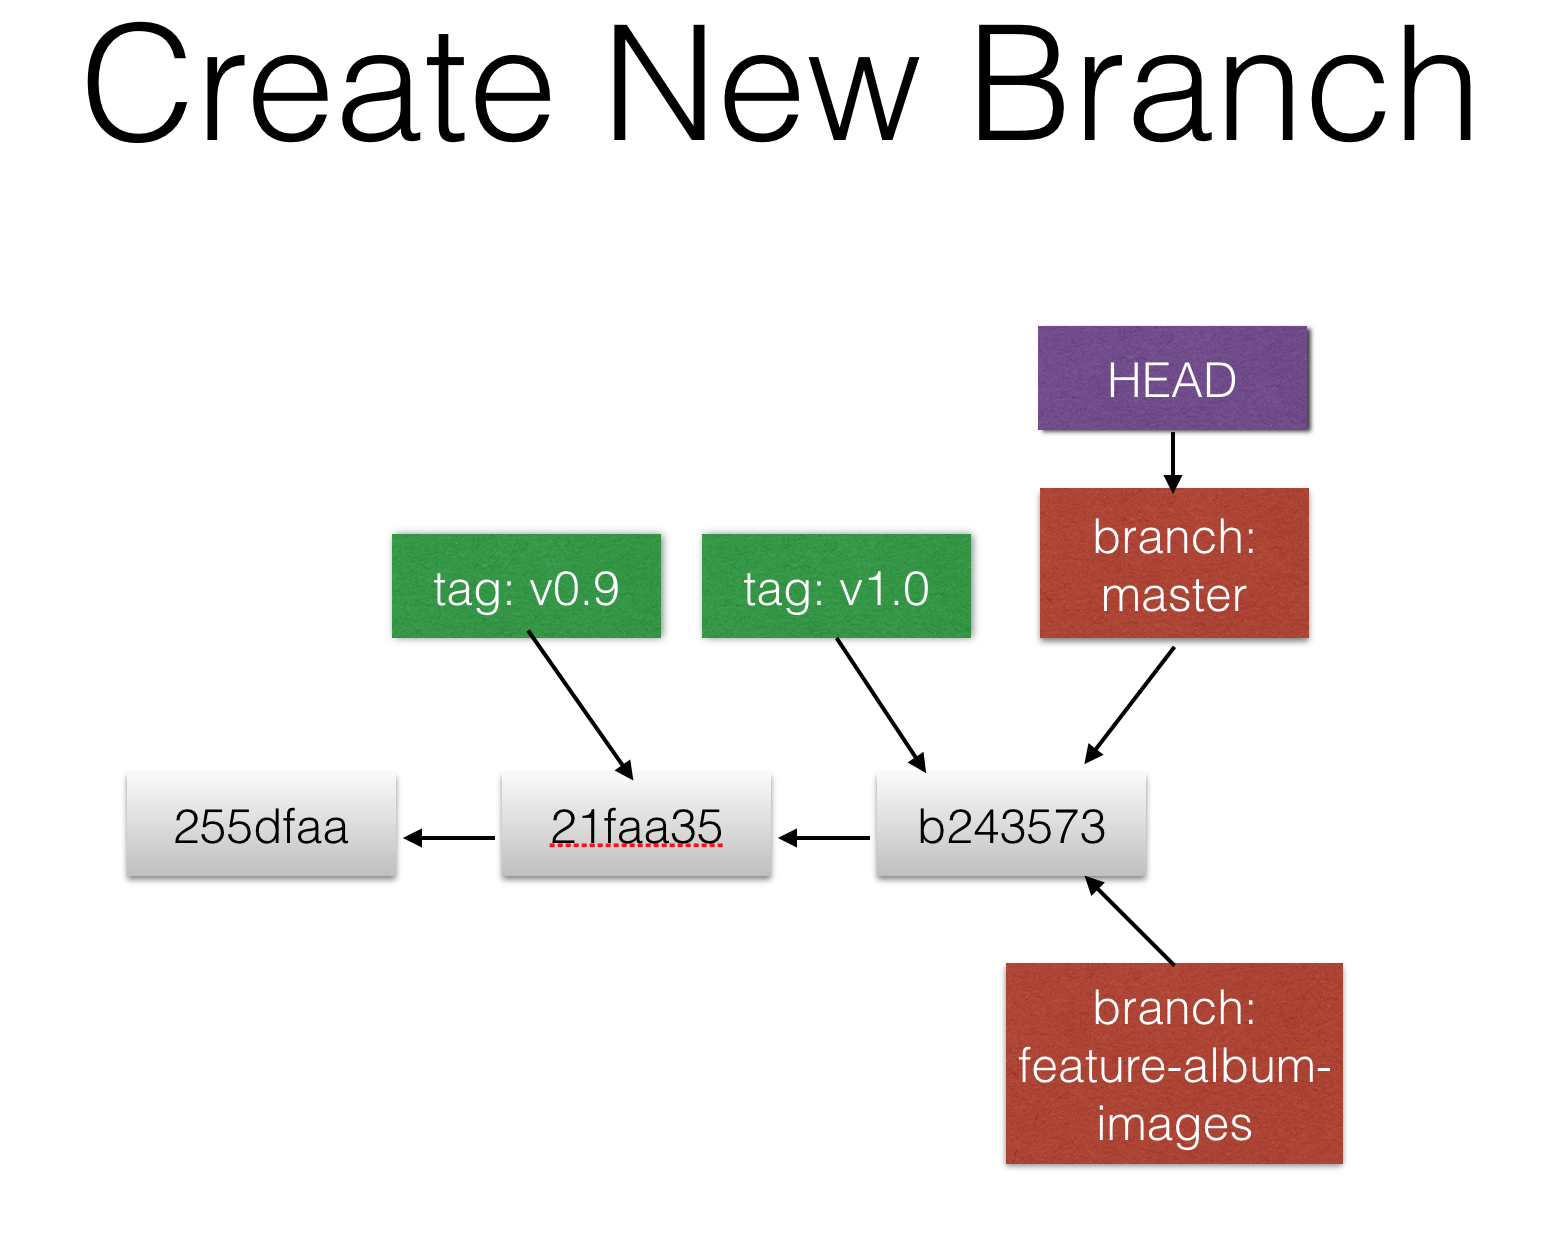 Create New Branch
HEAD
branch:
master
tag: v0.9
tag: v1.0
255dfaa
21faa35
b243573
branch:
feature-album-
images